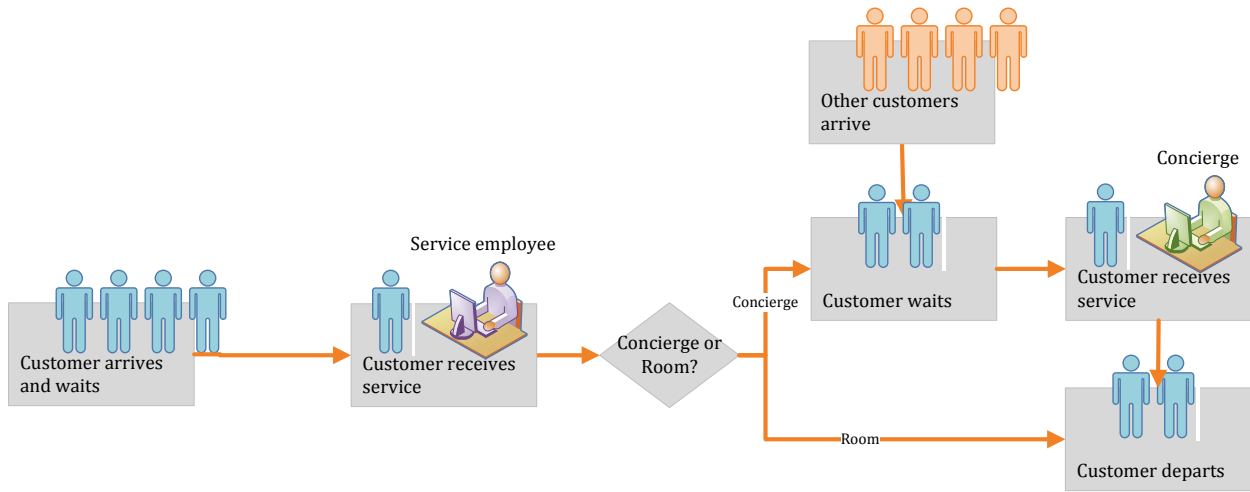 Customer arrives
and waits
Service employee
Customer receives
service
Concierge or
Room?
Concierge
Room
Other customers
arrive
Customer waits
Concierge
Customer receives
service
Customer departs